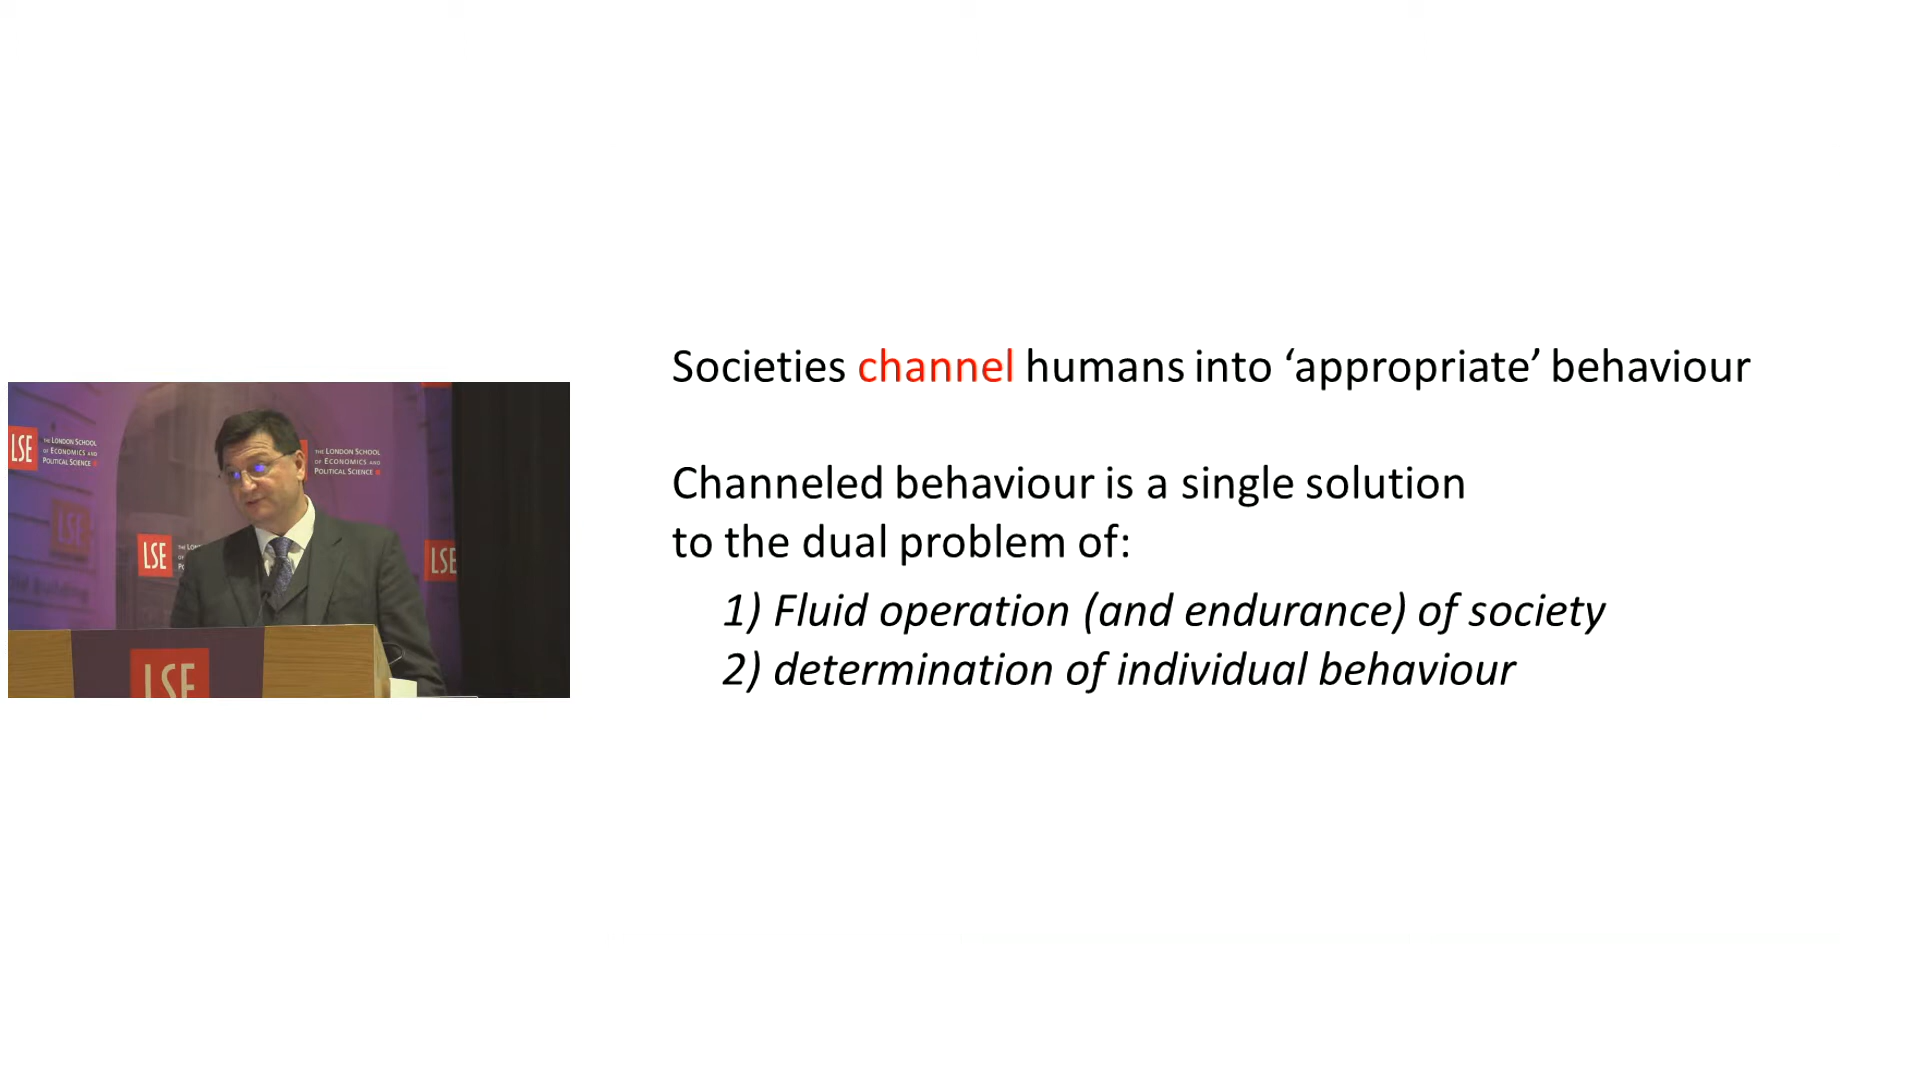 Societies channel humans into ‘appropriate’ behaviour
Channeled behaviour is a single solution
to the dual problem of:
1) Fluid operation (and endurance) of society
2) determination of individual behaviour
LSE
THE LONDON SCHOOL
OF ECONOMICS AND
POLITICAL SCIENCE
THE LONDON SCHOOL
OF ECONOMICS AND
POLITICAL SCIENCE
LSE
LSE
LSE
LSE